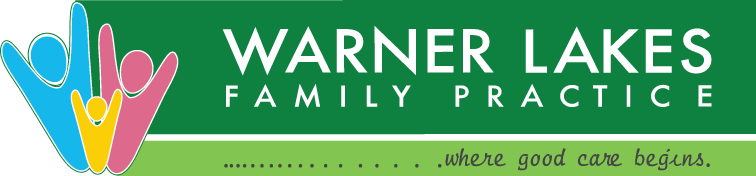 WARNER LAKES
FAMILY PRACTICE
.................where good care begins.